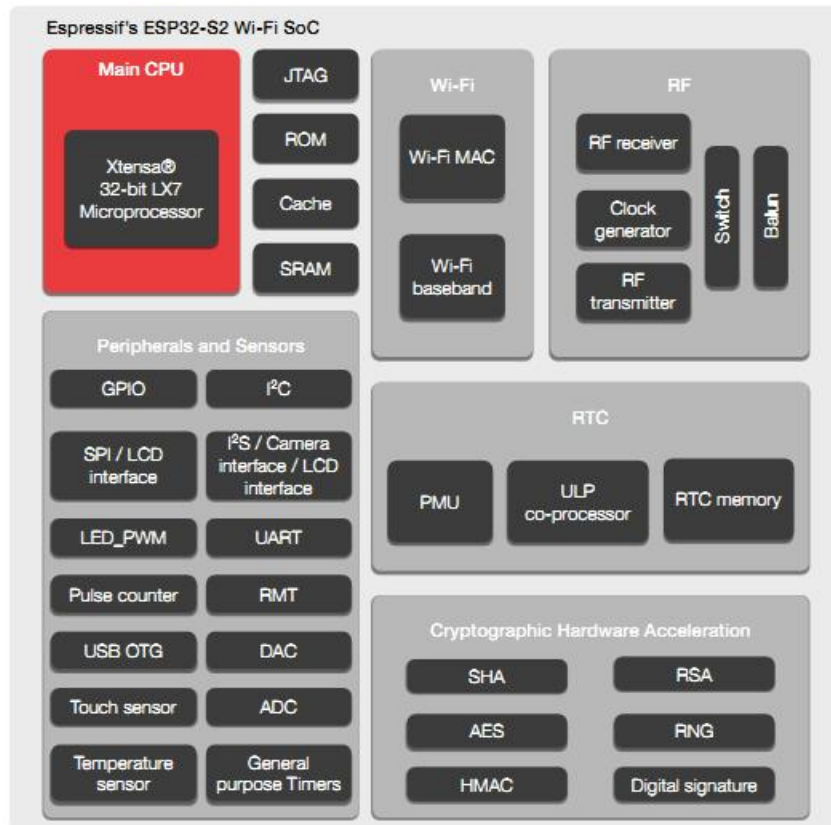 Espressif's ESP32-S2 Wi-Fi SoC
Main CPU
Xtensa®
32-bit LX7
Microprocessor
JTAG
ROM
Cache
SRAM
Wi-Fi
Wi-Fi MAC
Wi-Fi
baseband
RF
RF receiver
Clock
generator
RF
transmitter
Switch
Balun
Peripherals and Sensors
GPIO
I²C
SPI / LCD
interface
I²S / Camera
interface / LCD
interface
LED_PWM
UART
Pulse counter
RMT
USB OTG
DAC
Touch sensor
ADC
Temperature
sensor
General
purpose Timers
RTC
PMU
ULP
co-processor
RTC memory
Cryptographic Hardware Acceleration
SHA
RSA
AES
RNG
HMAC
Digital signature